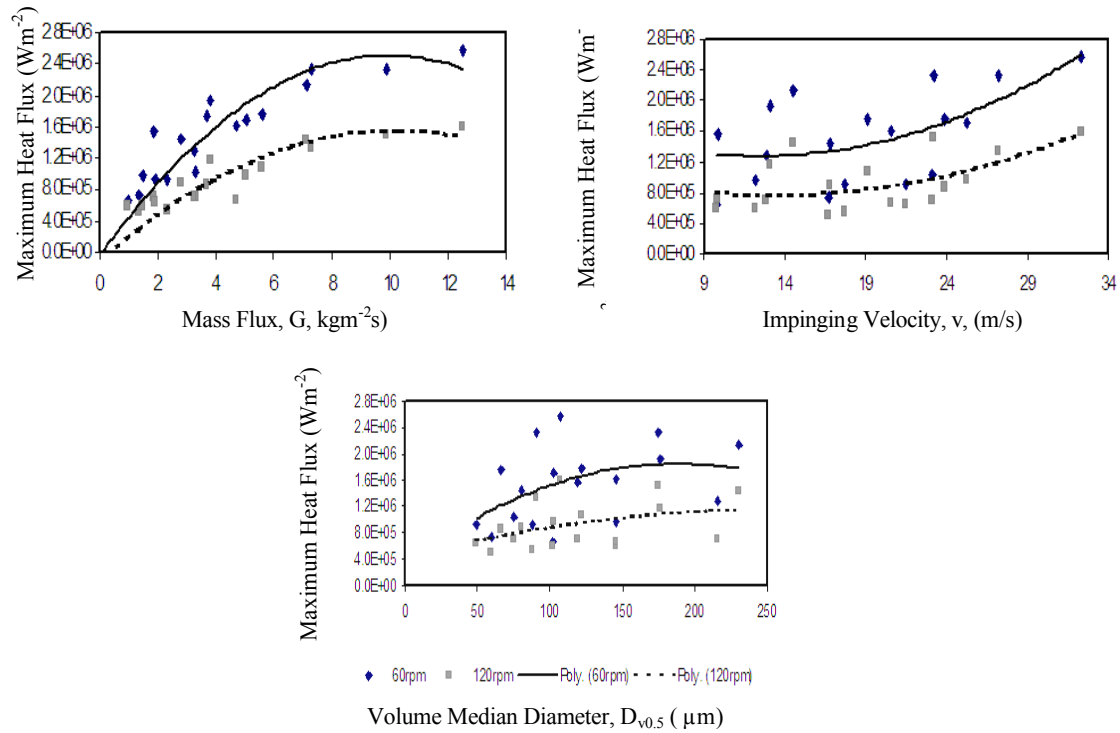 Maximum Heat Flux (Wm-2)
2.8E+06
2.4E+06
2.0E+06
1.6E+06
1.2E+06
8.0E+05
4.0E+05
0.0E+00
0 2 4 6 8 10 12 14
Mass Flux, G, kgm-2s)
Maximum Heat Flux (Wm-
2.8E+06
2.4E+06
2.0E+06
1.6E+06
1.2E+06
8.0E+05
4.0E+05
0.0E+00
9 14 19 24 29 34
Impinging Velocity, v, (m/s)
Maximum Heat Flux (Wm-2)
2.8E+06
2.4E+06
2.0E+06
1.6E+06
1.2E+06
8.0E+05
4.0E+05
0.0E+00
0 50 100 150 200 250
60rpm 120rpm Poly. (60rpm) Poly. (120rpm)
Volume Median Diameter, Dv0.5 ( µm)